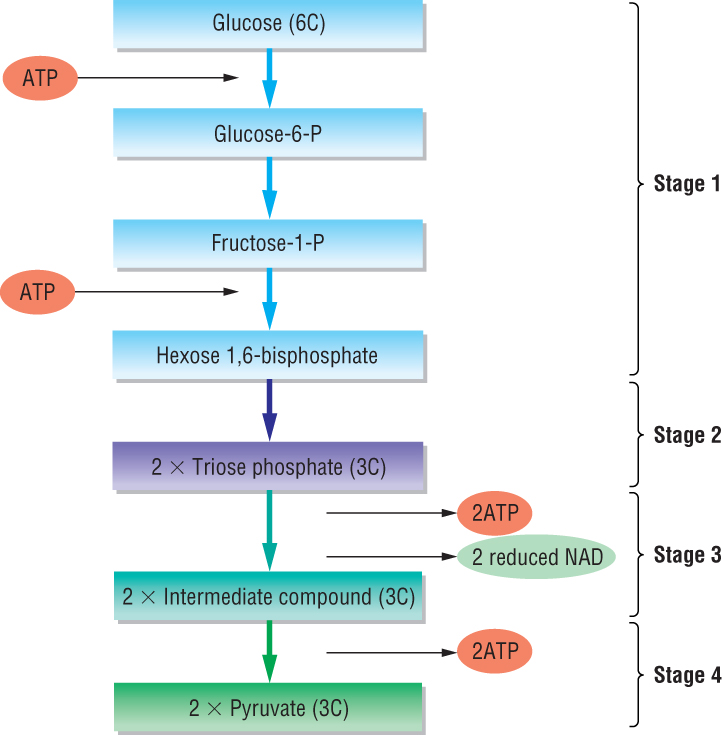 Glucose (6C)
ATP
Glucose-6-P
Stage 1
Fructose-1-P
ATP
Hexose 1,6-bisphosphate
Stage 2
2 × Triose phosphate (3C)
2ATP
2 reduced NAD
Stage 3
2 × Intermediate compound (3C)
2ATP
Stage 4
2 × Pyruvate (3C)